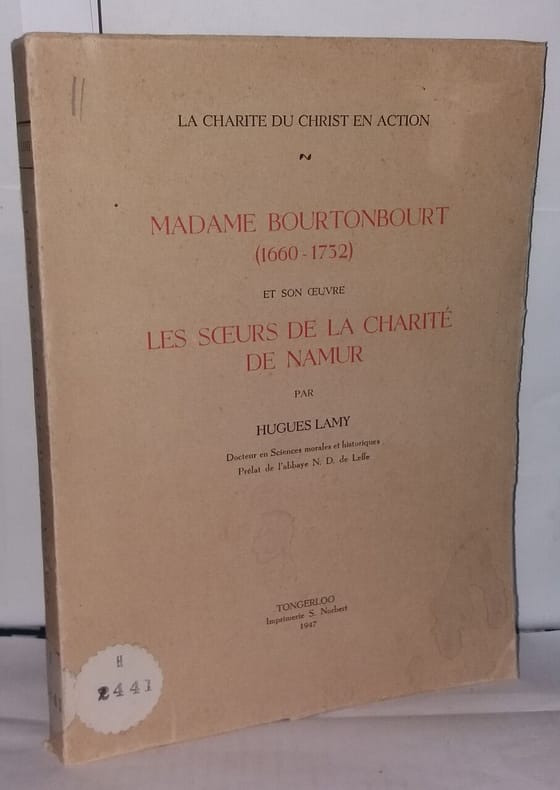 LA CHARITE DU CHRIST EN ACTION
MADAME BOURTONBOURT
(1660-1732)
ET SON ŒUVRE
LES SŒURS DE LA CHARITÉ
DE NAMUR
PAR
HUGUES LAMY
Docteur en Sciences morales et historiques
Prélat de l'abbaye N. D. de Leffe
TONGERLOO
Imprimerie S. Norbert
1947
H
2441